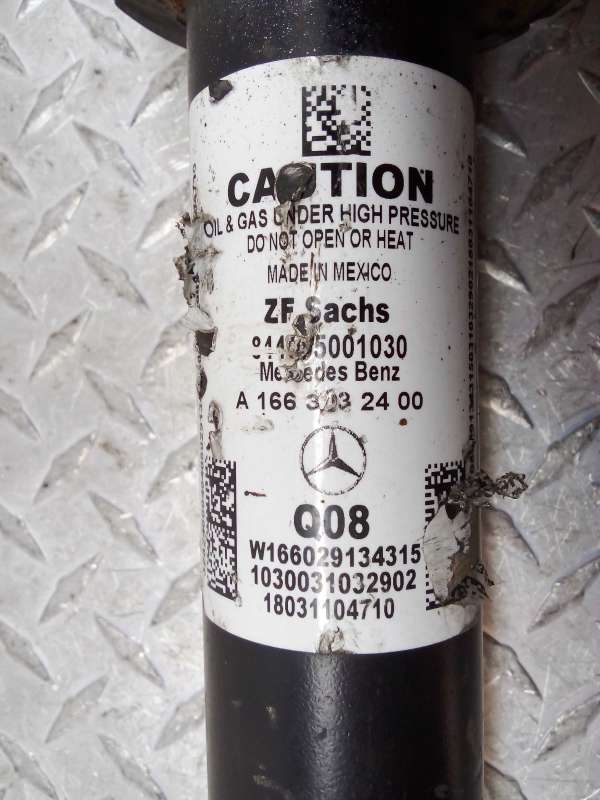 CAUTION
OIL & GAS UNDER HIGH PRESSURE
DO NOT OPEN OR HEAT
MADE IN MEXICO
ZF Sachs
Mercedes Benz
A 166 323 24 00
Q08
W166029134315
1030031032902
18031104710